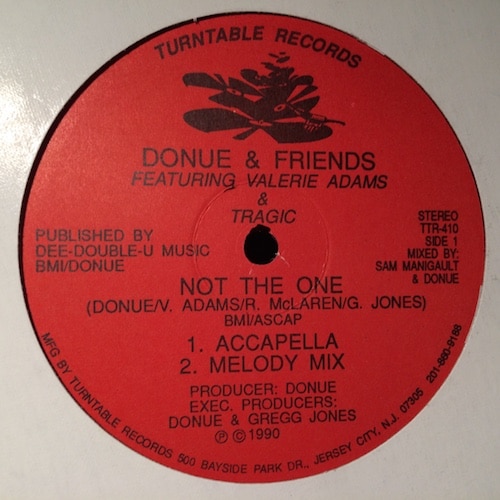 TURNTABLE RECORDS
DONUE & FRIENDS
FEATURING VALERIE ADAMS
&
TRAGIC
PUBLISHED BY
DEE-DOUBLE-U MUSIC
BMI/DONUE
STEREO
TTR-410
SIDE 1
MIXED BY:
SAM MANIGAULT
& DONUE
NOT THE ONE
(DONUE/V. ADAMS/R. McLAREN/G. JONES)
BMI/ASCAP
1. ACCAPELLA
2. MELODY MIX
PRODUCER: DONUE
EXEC. PRODUCERS:
DONUE & GREGG JONES
℗ © 1990
MFG BY TURNTABLE RECORDS 500 BAYSIDE PARK DR., JERSEY CITY, N.J. 07305 201-860-9188